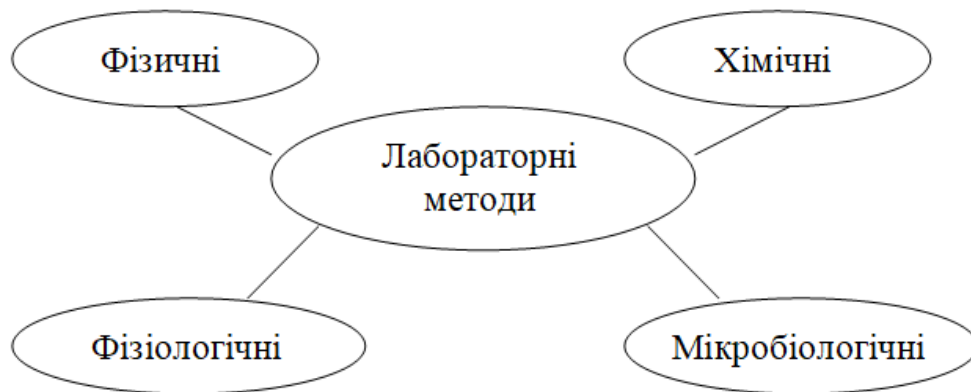 Фізичні
Хімічні
Лабораторні
методи
Фізіологічні
Мікробіологічні